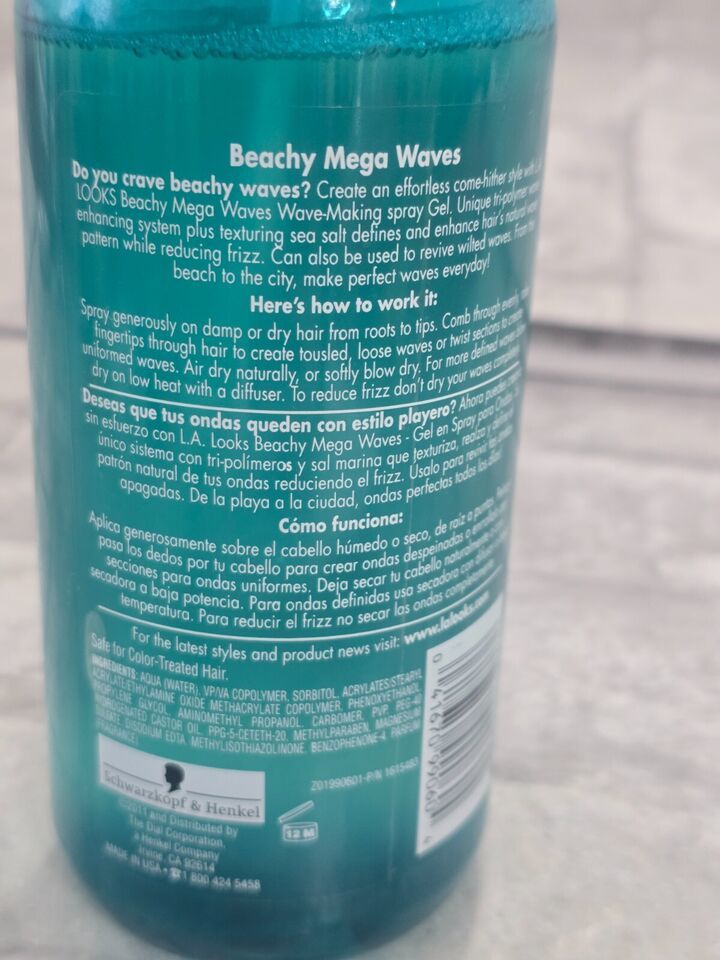 Beachy Mega Waves
Do you crave beachy waves? Create an effortless come-hither style with L.A.
LOOKS Beachy Mega Waves Wave-Making spray Gel. Unique tri-polymer wave
enhancing system plus texturing sea salt defines and enhance hair's natural wave
pattern while reducing frizz. Can also be used to revive wilted waves. From the
beach to the city, make perfect waves everyday!
Here's how to work it:
Spray generously on damp or dry hair from roots to tips. Comb through evenly,
fingertips through hair to create tousled, loose waves or twist sections to create
uniformed waves. Air dry naturally, or softly blow dry. For more defined waves
dry on low heat with a diffuser. To reduce frizz don't dry your waves
Deseas que tus ondas queden con estilo playero? Ahora puedes
sin esfuerzo con L.A. Looks Beachy Mega Waves - Gel en Spray para Ondas
único sistema con tri-polímeros y sal marina que texturiza, realza y define el
patrón natural de tus ondas reduciendo el frizz. Usalo para revivir las ondas
apagadas. De la playa a la ciudad, ondas perfectas todos los días!
Cómo funciona:
Aplica generosamente sobre el cabello húmedo o seco, de raíz a puntas.
pasa los dedos por tu cabello para crear ondas despeinadas o
secciones para ondas uniformes. Deja secar tu cabello naturalmente o
secadora a baja potencia. Para ondas definidas usa secadora con
temperatura. Para reducir el frizz no secar las ondas
For the latest styles and product news visit: www.lalooks.com
Safe for Color-Treated Hair.
INGREDIENTS: AQUA (WATER), VP/VA COPOLYMER, SORBITOL, ACRYLATES/STEARYL
ACRYLATE/ETHYLAMINE OXIDE METHACRYLATE COPOLYMER, PHENOXYETHANOL,
PROPYLENE GLYCOL, AMINOMETHYL PROPANOL, CARBOMER, PVP, PEG-40
HYDROGENATED CASTOR OIL, PPG-5-CETETH-20, METHYLPARABEN, MAGNESIUM
SULFATE, DISODIUM EDTA, METHYLISOTHIAZOLINONE, BENZOPHENONE-4, PARFUM
(FRAGRANCE)
Schwarzkopf & Henkel
Z01990601-P/N 1615483
12 M
©2011 and Distributed by
The Dial Corporation,
a Henkel Company
Irvine, CA 92614
MADE IN USA • 1 800 424 5458